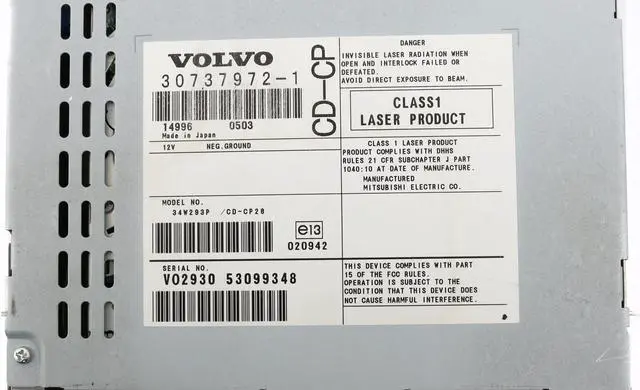 VOLVO
30737972-1
14996 0503
Made in Japan
CD-CP
12V NEG.GROUND
MODEL NO.
34W293P /CD-CP28
e13
020942
SERIAL NO.
VO2930 53099348
DANGER
INVISIBLE LASER RADIATION WHEN
OPEN AND INTERLOCK FAILED OR
DEFEATED.
AVOID DIRECT EXPOSURE TO BEAM.
CLASS1
LASER PRODUCT
CLASS 1 LASER PRODUCT
PRODUCT COMPLIES WITH DHHS
RULES 21 CFR SUBCHAPTER J PART
1040:10 AT DATE OF MANUFACTURE.
MANUFACTURED
MITSUBISHI ELECTRIC CO.
THIS DEVICE COMPLIES WITH PART
15 OF THE FCC RULES.
OPERATION IS SUBJECT TO THE
CONDITION THAT THIS DEVICE DOES
NOT CAUSE HARMFUL INTERFERENCE.